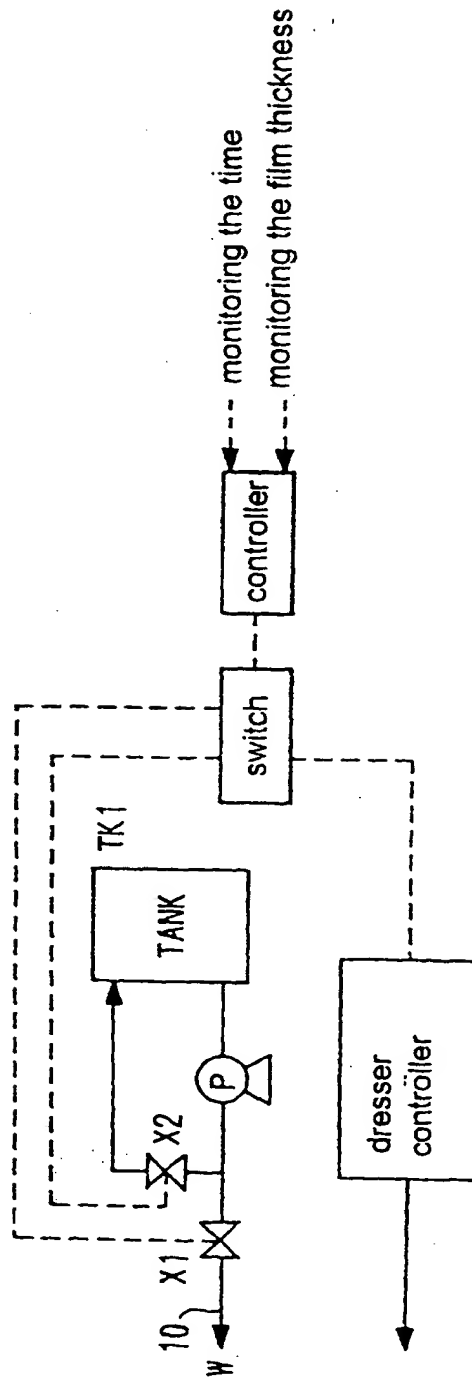 monitoring the time
monitoring the film thickness
controller
switch
TK1
TANK
P
X2
X1
10
W
dresser
controller